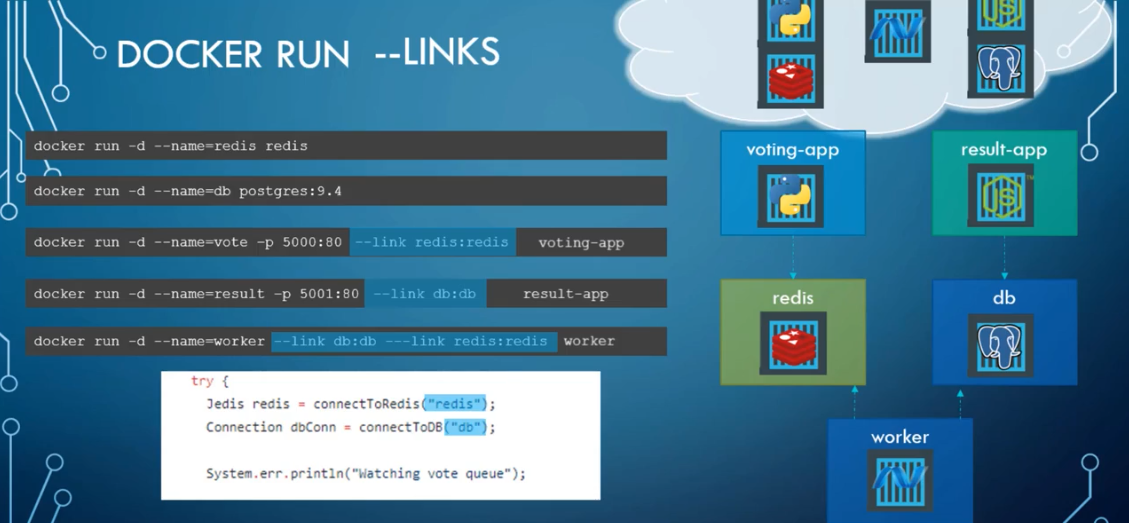 DOCKER RUN --LINKS
docker run -d --name=redis redis
docker run -d --name=db postgres:9.4
docker run -d --name=vote -p 5000:80 --link redis:redis voting-app
docker run -d --name=result -p 5001:80 --link db:db result-app
docker run -d --name=worker --link db:db ---link redis:redis worker
try {
Jedis redis = connectToRedis("redis");
Connection dbConn = connectToDB("db");
System.err.println("Watching vote queue");
voting-app
result-app
JS
redis
db
worker